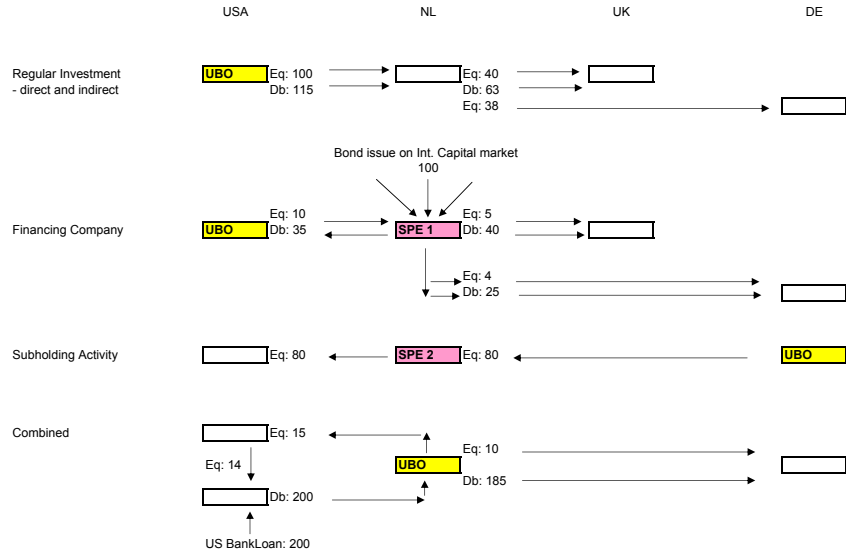 USA NL UK DE
Regular Investment
- direct and indirect
UBO Eq: 100
Db: 115
Eq: 40
Db: 63
Eq: 38
Bond issue on Int. Capital market
100
Financing Company
UBO Eq: 10
Db: 35
SPE 1 Eq: 5
Db: 40
Eq: 4
Db: 25
Subholding Activity
Eq: 80
SPE 2 Eq: 80
UBO
Combined
Eq: 15
Eq: 14
UBO Eq: 10
Db: 185
Db: 200
US BankLoan: 200